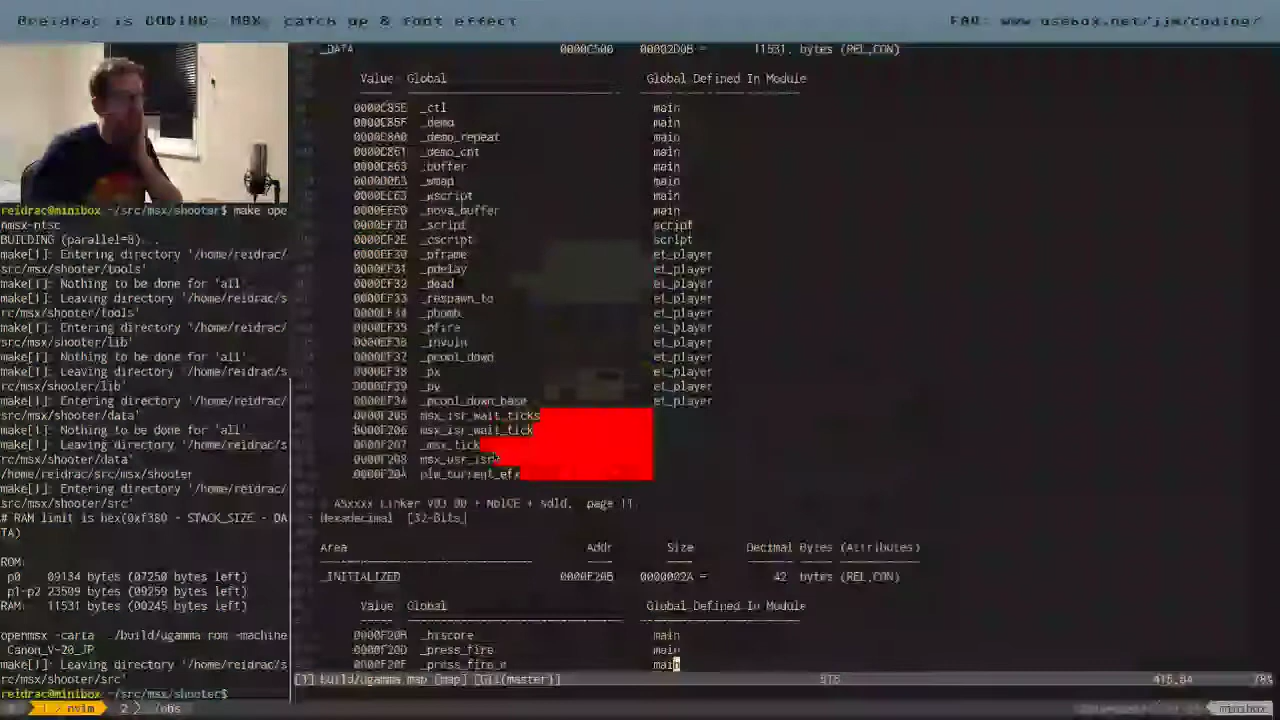 @reidrac is CODING: MSX, catch up & font effect
FAQ: www.usebox.net/jjm/coding/
reidrac@minibox ~/src/msx/shooter$ make ope
nmsx-ntsc
BUILDING (parallel=8)...
make[1]: Entering directory '/home/reidrac/
src/msx/shooter/tools'
make[1]: Nothing to be done for 'all'.
make[1]: Leaving directory '/home/reidrac/s
rc/msx/shooter/tools'
make[1]: Entering directory '/home/reidrac/
src/msx/shooter/lib'
make[1]: Nothing to be done for 'all'.
make[1]: Leaving directory '/home/reidrac/s
rc/msx/shooter/lib'
make[1]: Entering directory '/home/reidrac/
src/msx/shooter/data'
make[1]: Nothing to be done for 'all'.
make[1]: Leaving directory '/home/reidrac/s
rc/msx/shooter/data'
/home/reidrac/src/msx/shooter
make[1]: Entering directory '/home/reidrac/
src/msx/shooter/src'
# RAM limit is hex(0xf380 - STACK_SIZE - DA
TA)
ROM:
p0 09134 bytes (07250 bytes left)
p1-p2 23509 bytes (09259 bytes left)
RAM: 11531 bytes (00245 bytes left)
openmsx -carta ../build/ugamma.rom -machine
Canon_V-20_JP
make[1]: Leaving directory '/home/reidrac/s
rc/msx/shooter/src'
reidrac@minibox ~/src/msx/shooter$
_DATA 0000C500 00002D0B = 11531. bytes (REL,CON)
Value Global Global Defined In Module
0000C85E _ctl main
0000C85F _demo main
0000C860 _demo_repeat main
0000C861 _demo_cnt main
0000C863 _buffer main
0000D063 _wmap main
0000EC63 _xscript main
0000EEE0 _nova_buffer main
0000EF2D _script script
0000EF2E _cscript script
0000EF30 _pframe et_player
0000EF31 _pdelay et_player
0000EF32 _dead et_player
0000EF33 _respawn_to et_player
0000EF34 _pbomb et_player
0000EF35 _pfire et_player
0000EF36 _invuln et_player
0000EF37 _pcool_down et_player
0000EF38 _px et_player
0000EF39 _py et_player
0000EF3A _pcool_down_base et_player
0000F205 msx_isr_wait_ticks
0000F206 msx_isr_wait_tick
0000F207 _msx_tick
0000F208 msx_usr_isr
0000F20A plw_current_efx
ASxxxx Linker V03.00 + NoICE + sdld, page 11.
Hexadecimal [32-Bits]
Area Addr Size Decimal Bytes (Attributes)
_INITIALIZED 0000F20B 0000002A = 42. bytes (REL,CON)
Value Global Global Defined In Module
0000F20B _hiscore main
0000F20D _press_fire main
0000F20F _press_fire_e main
[1] build/ugamma.map [map] [Git(master)]
1 nvim 2 obs
minibox